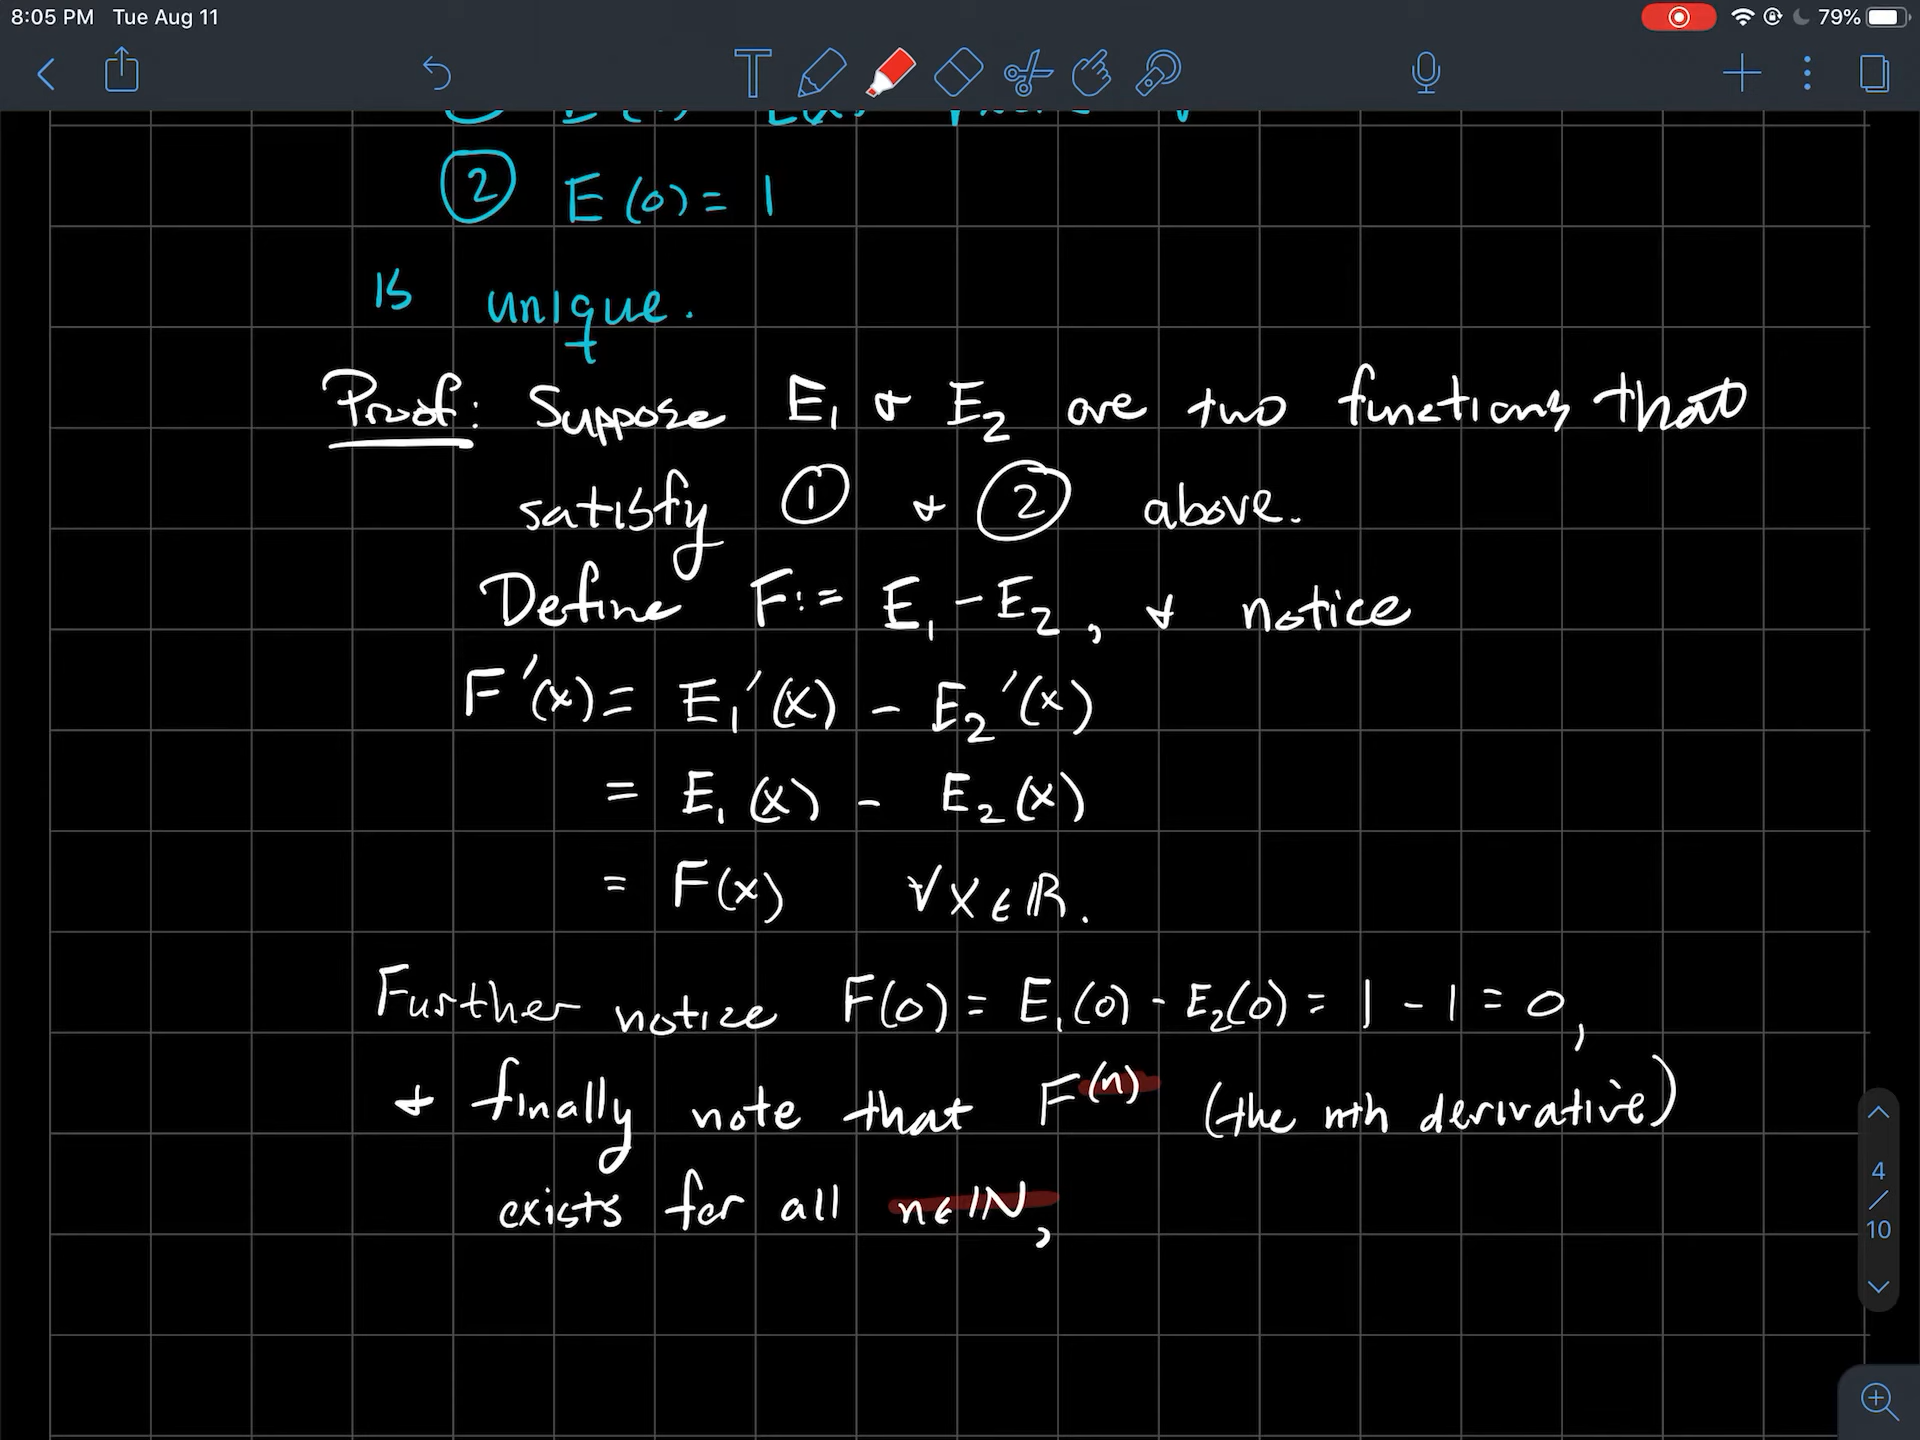 8:05 PM Tue Aug 11 79%
② E(0) = 1
is unique.
Proof: Suppose E₁ & E₂ are two functions that
satisfy ① & ② above.
Define F := E₁ - E₂, & notice
F'(x) = E₁'(x) - E₂'(x)
= E₁(x) - E₂(x)
= F(x) ∀x∈ℝ.
Further notice F(0) = E₁(0) - E₂(0) = 1 - 1 = 0,
& finally note that F⁽ⁿ⁾ (the nth derivative)
exists for all n∈ℕ,
4
/
10